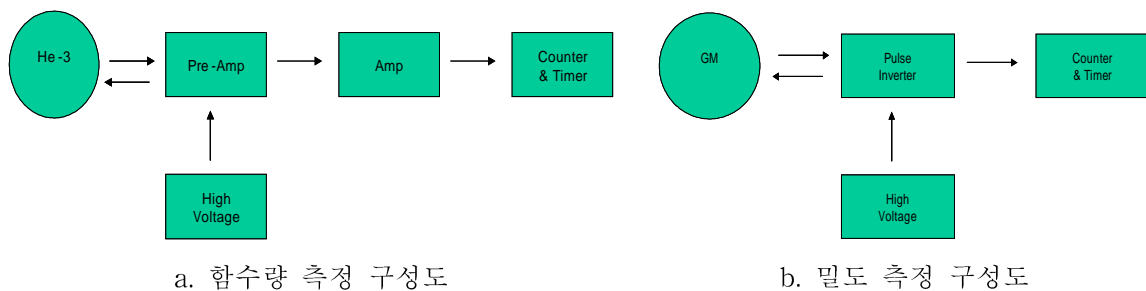 He-3
Pre-Amp
Amp
Counter
& Timer
High
Voltage
a. 함수량 측정 구성도
GM
Pulse
Inverter
Counter
& Timer
High
Voltage
b. 밀도 측정 구성도